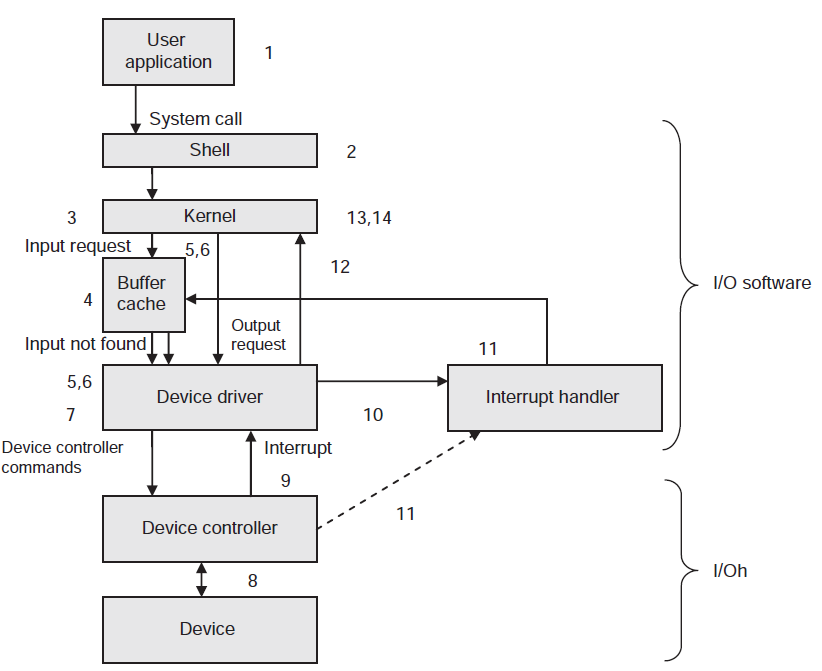 User
application
1
System call
Shell
2
3
Kernel
13,14
Input request
5,6
12
Buffer
cache
4
I/O software
Input not found
Output
request
11
5,6
Device driver
Interrupt handler
7
10
Device controller
commands
Interrupt
9
11
Device controller
8
I/Oh
Device